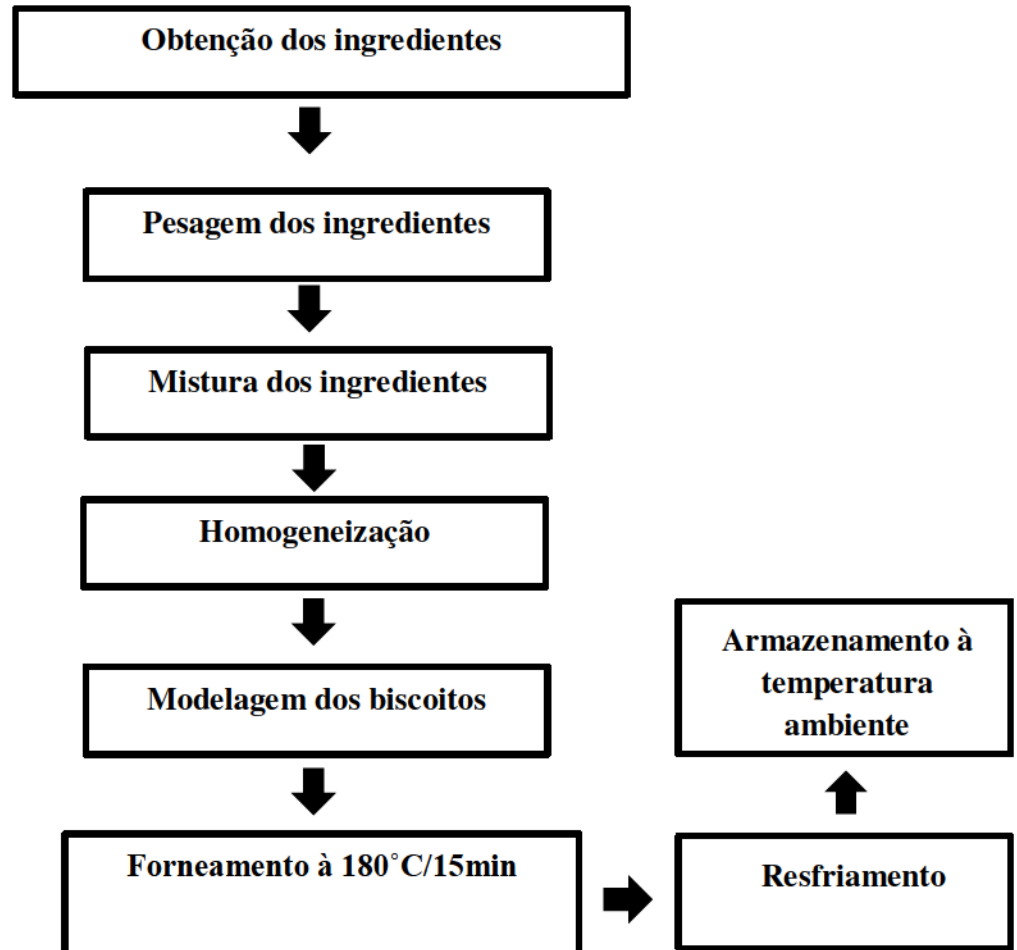 Obtenção dos ingredientes
Pesagem dos ingredientes
Mistura dos ingredientes
Homogeneização
Modelagem dos biscoitos
Forneamento à 180˚C/15min
Resfriamento
Armazenamento à
temperatura
ambiente